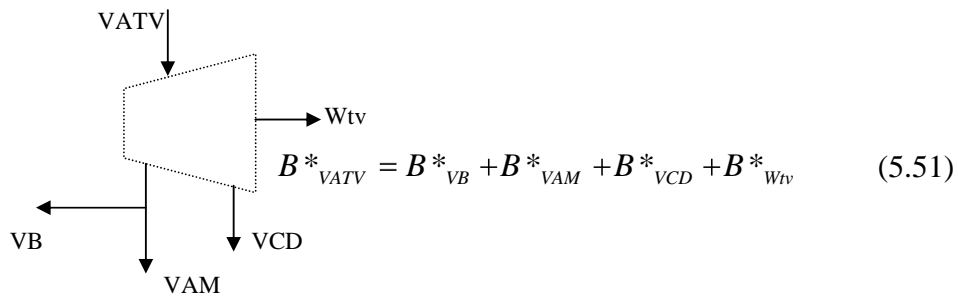 VATV
Wtv
B*VATV = B*VB + B*VAM + B*VCD + B*Wtv (5.51)
VB
VCD
VAM